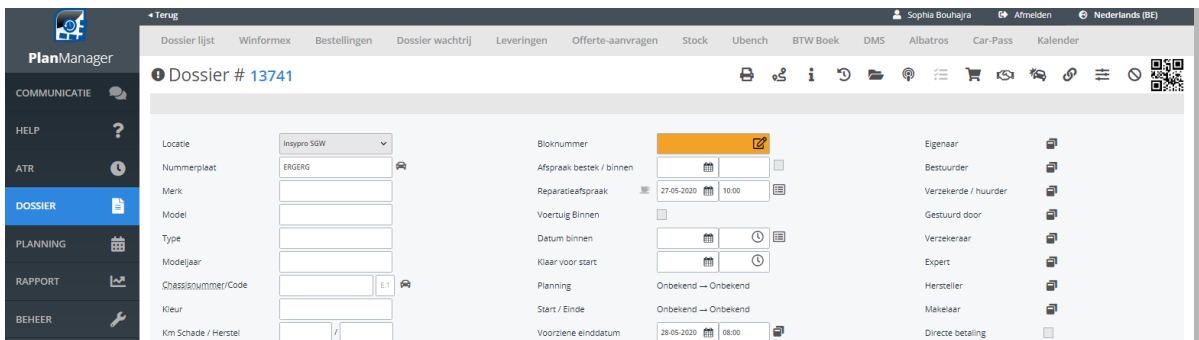 ◂ Terug Sophia Bouhajra Afmelden Nederlands (BE)
PlanManager
Dossier lijst Winformex Bestellingen Dossier wachtrij Leveringen Offerte-aanvragen Stock Ubench BTW Boek DMS Albatros Car-Pass Kalender
Dossier # 13741
COMMUNICATIE
HELP
ATR
DOSSIER
PLANNING
RAPPORT
BEHEER
Locatie Insypro SGW Bloknummer Eigenaar
Nummerplaat ERGERG Afspraak bestek / binnen Bestuurder
Merk Reparatieafspraak 27-05-2020 10:00 Verzekerde / huurder
Model Voertuig Binnen Gestuurd door
Type Datum binnen Verzekeraar
Modeljaar Klaar voor start Expert
Chassisnummer/Code E.1 Planning Onbekend → Onbekend Hersteller
Kleur Start / Einde Onbekend → Onbekend Makelaar
Km Schade / Herstel / Voorziene einddatum 28-05-2020 08:00 Directe betaling